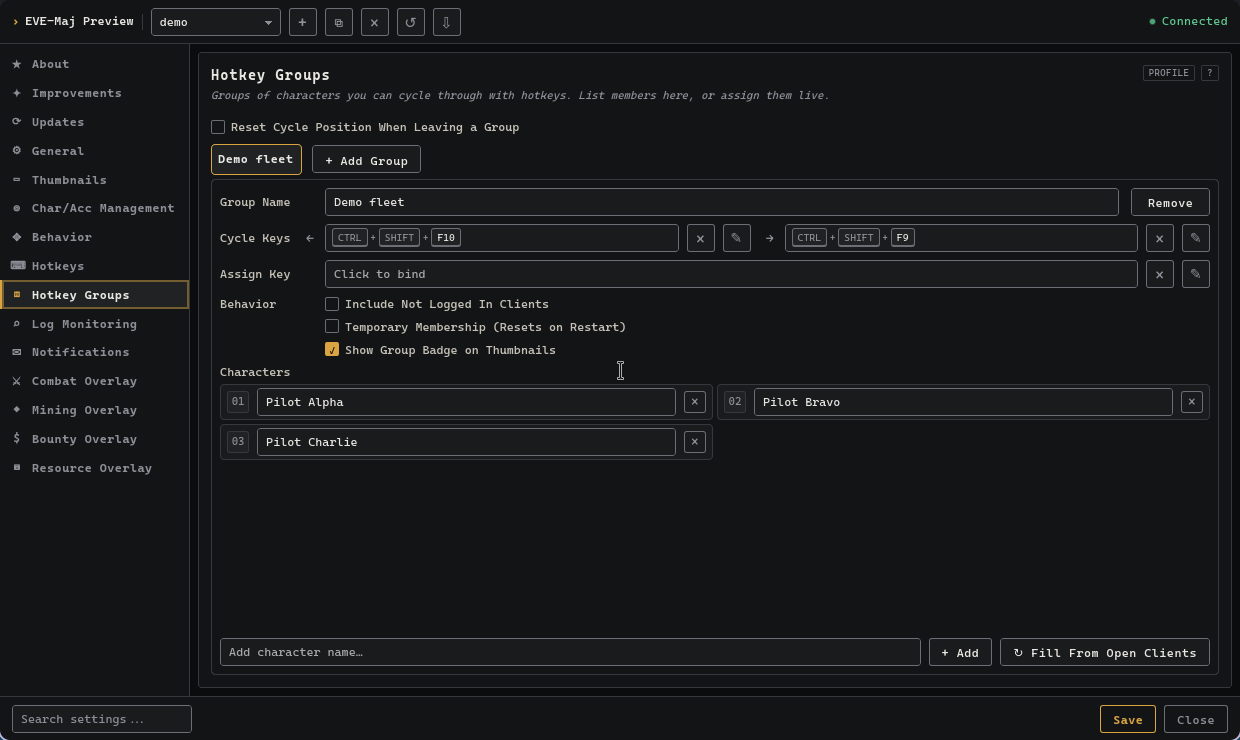 › EVE-Maj Preview demo + × ↺ ⇩ Connected
About
Improvements
Updates
General
Thumbnails
Char/Acc Management
Behavior
Hotkeys
Hotkey Groups
Log Monitoring
Notifications
Combat Overlay
Mining Overlay
Bounty Overlay
Resource Overlay
Hotkey Groups PROFILE ?
Groups of characters you can cycle through with hotkeys. List members here, or assign them live.
Reset Cycle Position When Leaving a Group
Demo fleet + Add Group
Group Name Demo fleet Remove
Cycle Keys ← CTRL + SHIFT + F10 × ✎ → CTRL + SHIFT + F9 × ✎
Assign Key Click to bind × ✎
Behavior Include Not Logged In Clients
Temporary Membership (Resets on Restart)
Show Group Badge on Thumbnails
Characters
01 Pilot Alpha × 02 Pilot Bravo ×
03 Pilot Charlie ×
Add character name… + Add ↻ Fill From Open Clients
Search settings ... Save Close